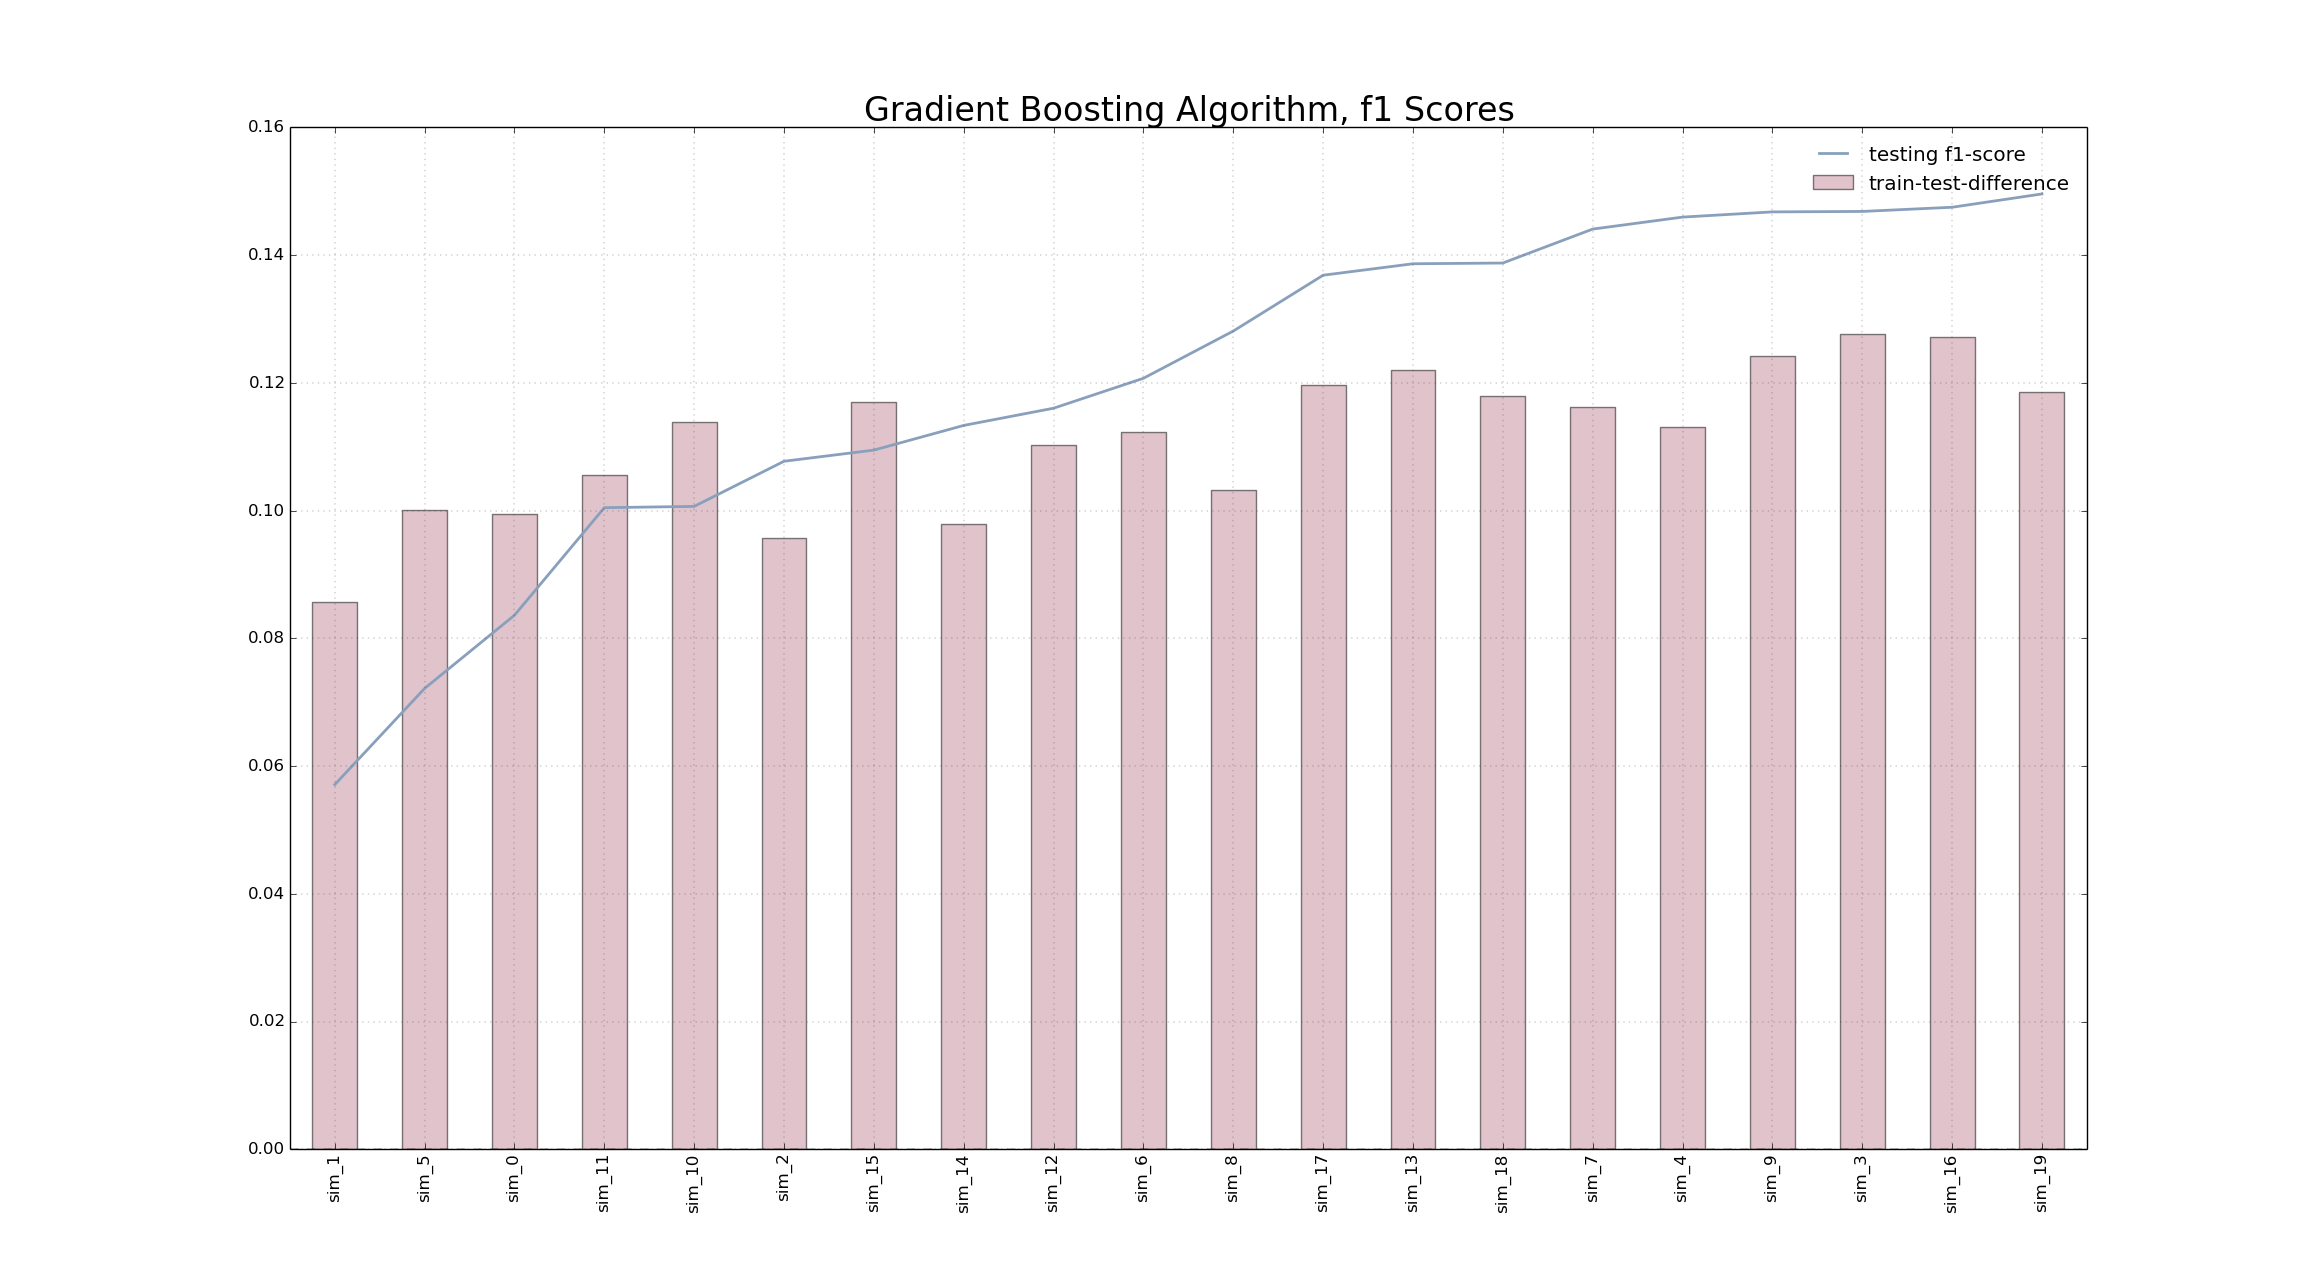 Gradient Boosting Algorithm, f1 Scores
testing f1-score
train-test-difference
0.16
0.14
0.12
0.10
0.08
0.06
0.04
0.02
0.00
sim_1
sim_5
sim_0
sim_11
sim_10
sim_2
sim_15
sim_14
sim_12
sim_6
sim_8
sim_17
sim_13
sim_18
sim_7
sim_4
sim_9
sim_3
sim_16
sim_19